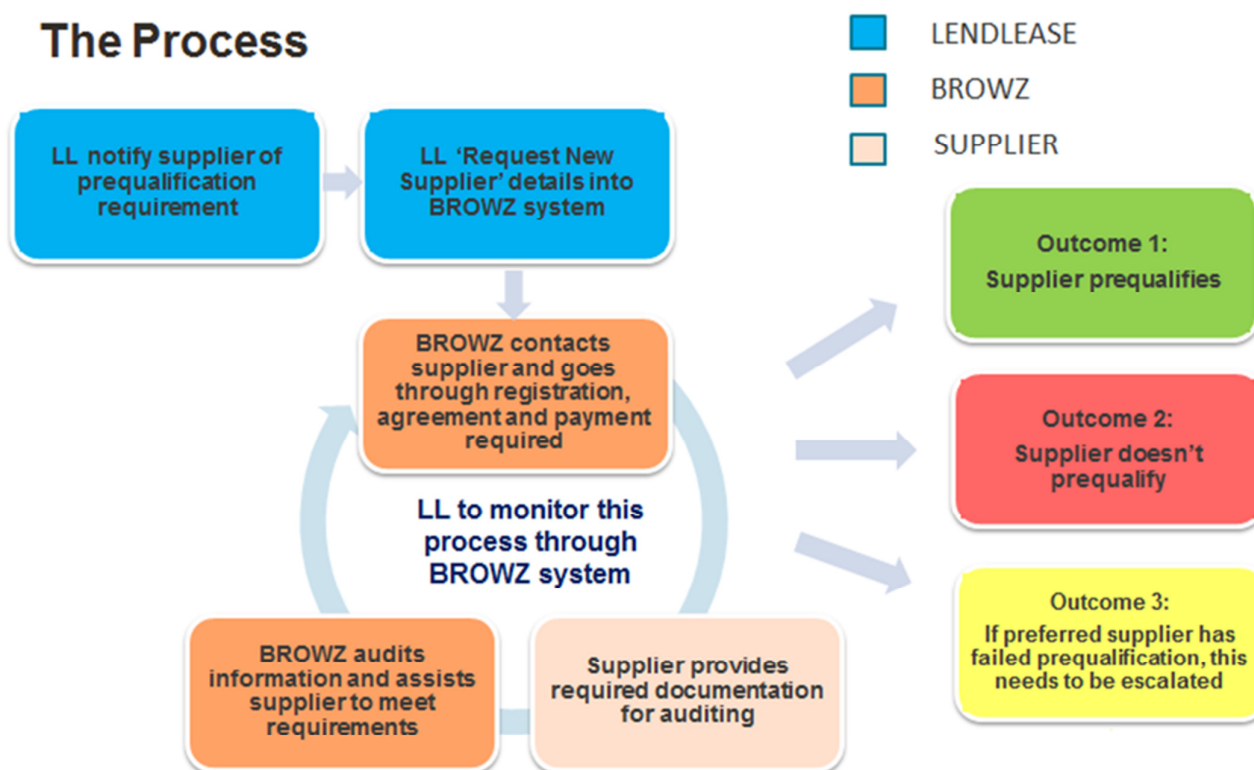 The Process
LENDLEASE
BROWZ
SUPPLIER
LL notify supplier of
prequalification
requirement
LL ‘Request New
Supplier’ details into
BROWZ system
BROWZ contacts
supplier and goes
through registration,
agreement and payment
required
LL to monitor this
process through
BROWZ system
BROWZ audits
information and assists
supplier to meet
requirements
Supplier provides
required documentation
for auditing
Outcome 1:
Supplier prequalifies
Outcome 2:
Supplier doesn’t
prequalify
Outcome 3:
If preferred supplier has
failed prequalification, this
needs to be escalated